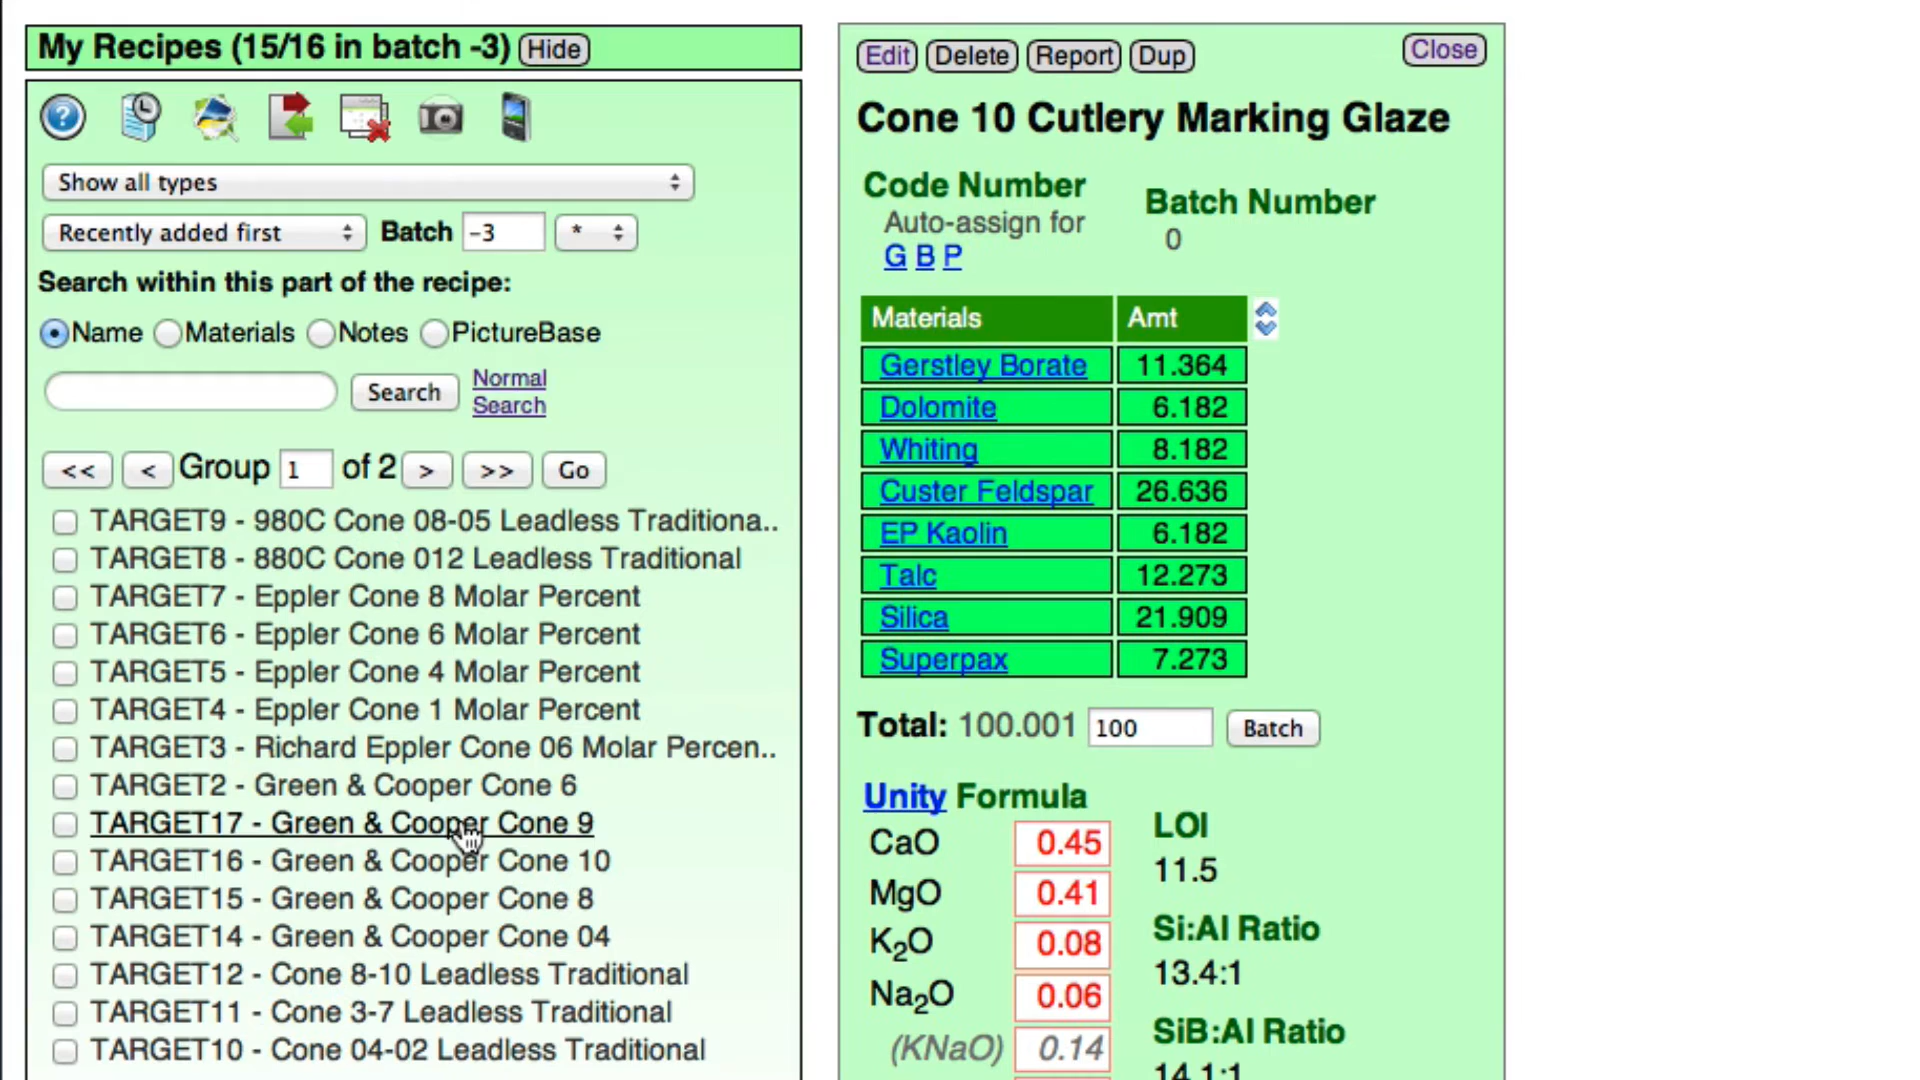 My Recipes (15/16 in batch -3) Hide
Show all types
Recently added first Batch -3 *
Search within this part of the recipe:
Name Materials Notes PictureBase
Search Normal Search
<< < Group 1 of 2 > >> Go
TARGET9 - 980C Cone 08-05 Leadless Traditiona..
TARGET8 - 880C Cone 012 Leadless Traditional
TARGET7 - Eppler Cone 8 Molar Percent
TARGET6 - Eppler Cone 6 Molar Percent
TARGET5 - Eppler Cone 4 Molar Percent
TARGET4 - Eppler Cone 1 Molar Percent
TARGET3 - Richard Eppler Cone 06 Molar Percen..
TARGET2 - Green & Cooper Cone 6
TARGET17 - Green & Cooper Cone 9
TARGET16 - Green & Cooper Cone 10
TARGET15 - Green & Cooper Cone 8
TARGET14 - Green & Cooper Cone 04
TARGET12 - Cone 8-10 Leadless Traditional
TARGET11 - Cone 3-7 Leadless Traditional
TARGET10 - Cone 04-02 Leadless Traditional
Edit Delete Report Dup Close
Cone 10 Cutlery Marking Glaze
Code Number
Auto-assign for
G B P
Batch Number
0
Materials Amt
Gerstley Borate 11.364
Dolomite 6.182
Whiting 8.182
Custer Feldspar 26.636
EP Kaolin 6.182
Talc 12.273
Silica 21.909
Superpax 7.273
Total: 100.001 100 Batch
Unity Formula
CaO 0.45
MgO 0.41
K2O 0.08
Na2O 0.06
(KNaO) 0.14
LOI
11.5
Si:Al Ratio
13.4:1
SiB:Al Ratio
14.1:1